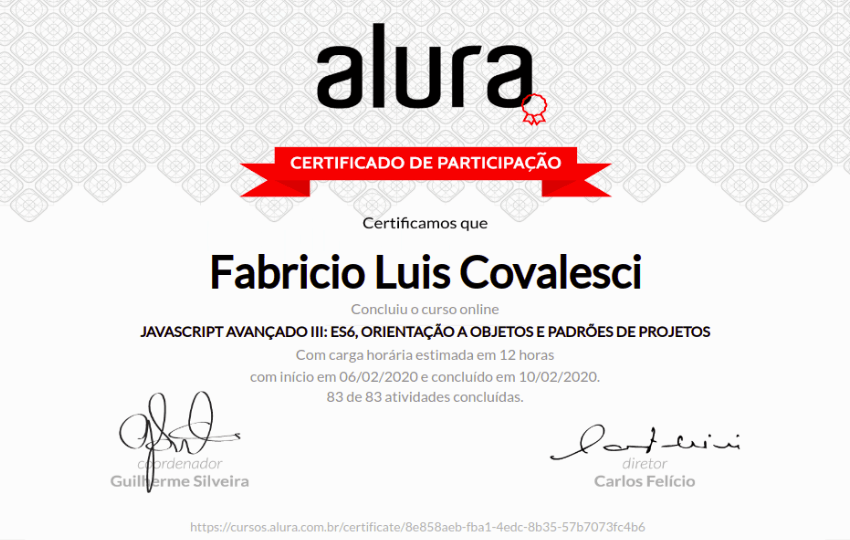 alura
CERTIFICADO DE PARTICIPAÇÃO
Certificamos que
Fabricio Luis Covalesci
Concluiu o curso online
JAVASCRIPT AVANÇADO III: ES6, ORIENTAÇÃO A OBJETOS E PADRÕES DE PROJETOS
Com carga horária estimada em 12 horas
com início em 06/02/2020 e concluído em 10/02/2020.
83 de 83 atividades concluídas.
coordenador
Guilherme Silveira
diretor
Carlos Felício
https://cursos.alura.com.br/certificate/8e858aeb-fba1-4edc-8b35-57b7073fc4b6